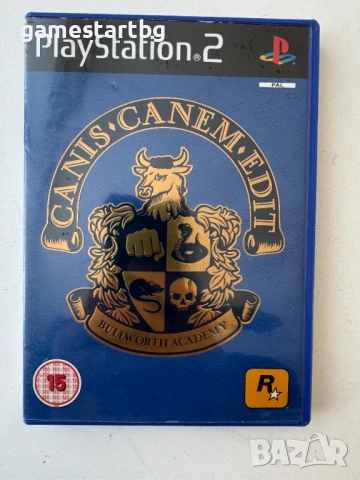 gamestartbg
PlayStation 2
PAL
CANIS · CANEM · EDIT
BULLWORTH ACADEMY
15
R
BAZAR